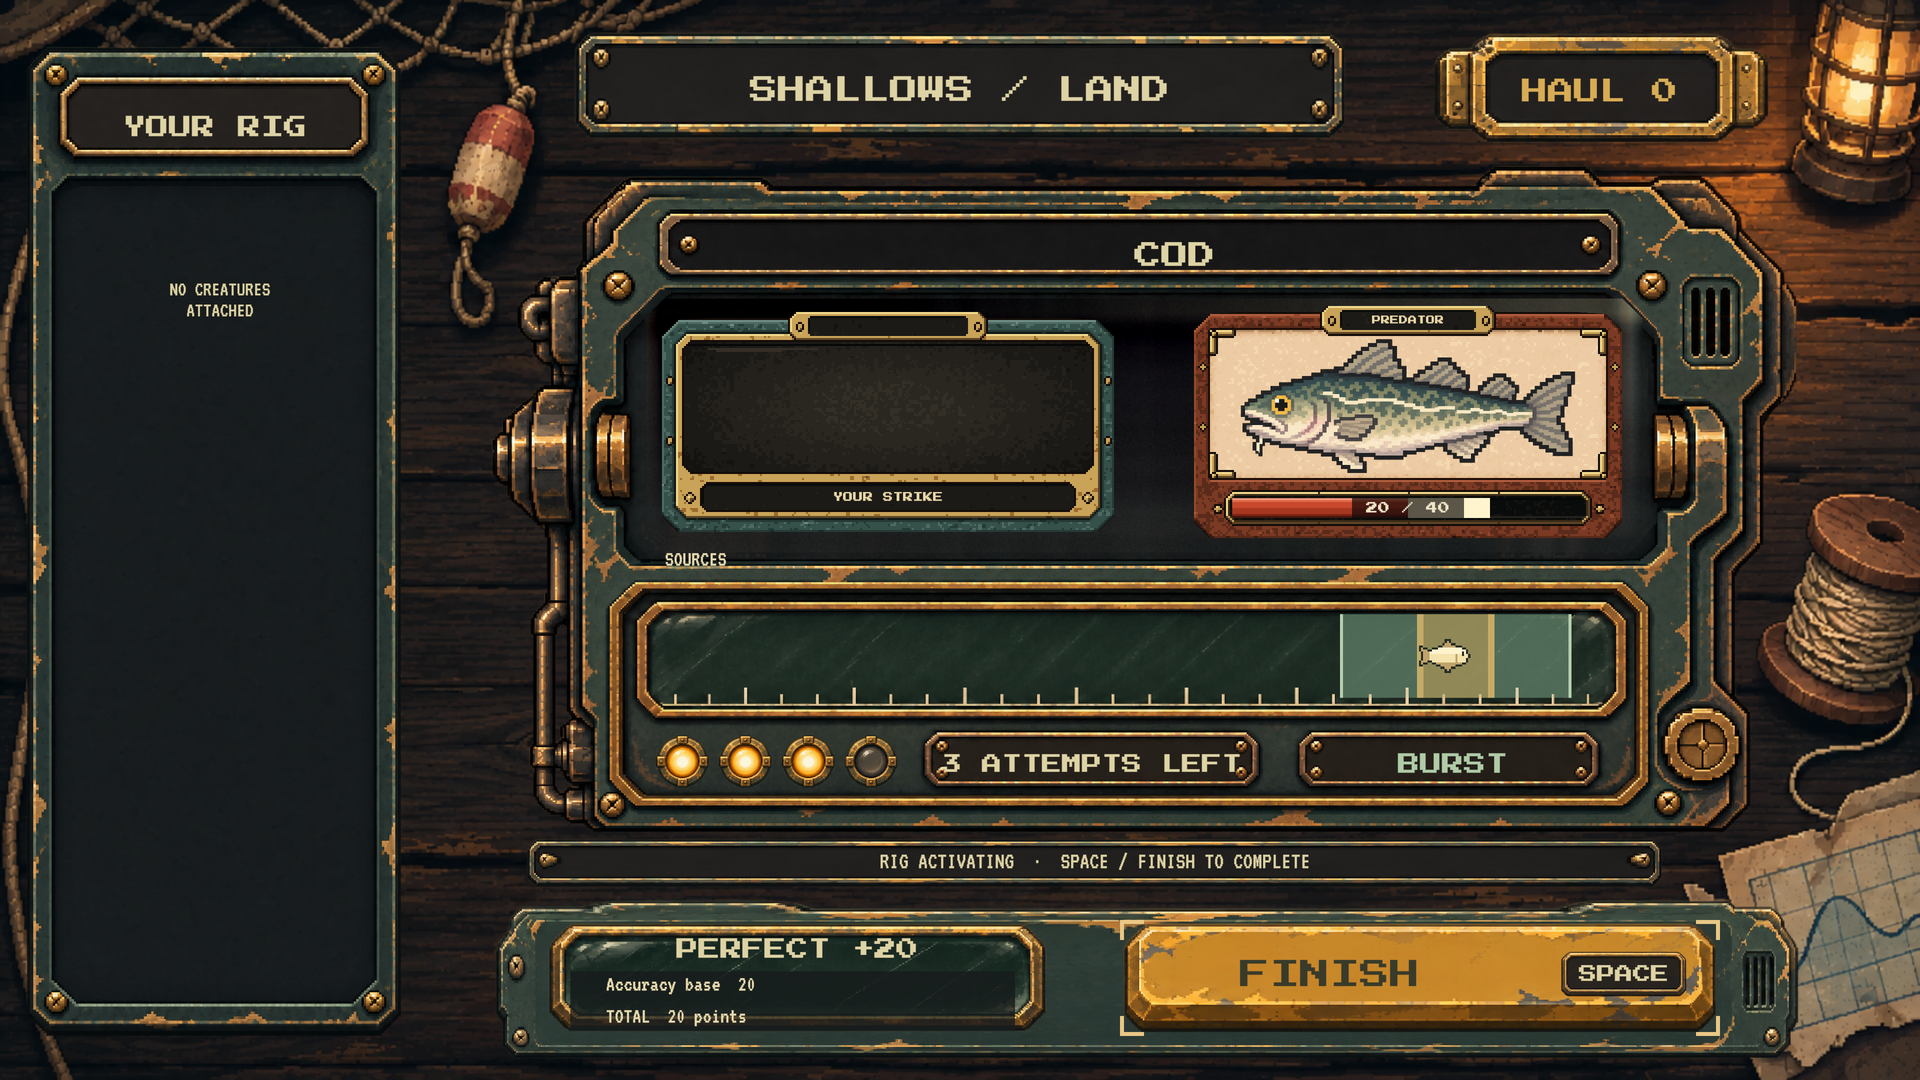 YOUR RIG
NO CREATURES
ATTACHED
SHALLOWS / LAND
HAUL 0
COD
YOUR STRIKE
PREDATOR
20 / 40
SOURCES
3 ATTEMPTS LEFT
BURST
RIG ACTIVATING · SPACE / FINISH TO COMPLETE
PERFECT +20
Accuracy base 20
TOTAL 20 points
FINISH
SPACE